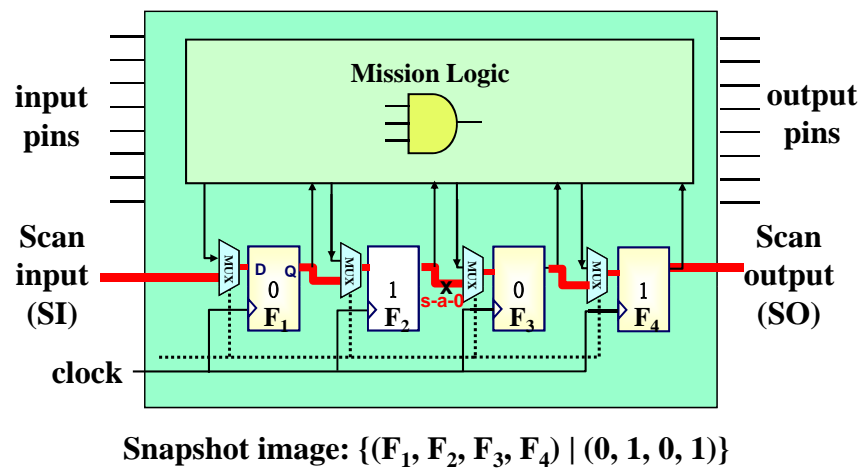 Mission Logic
input
pins
output
pins
Scan
input
(SI)
Scan
output
(SO)
MUX
D Q
0
F1
MUX
1
F2
x
s-a-0
MUX
0
F3
MUX
1
F4
clock
Snapshot image: {(F1, F2, F3, F4) | (0, 1, 0, 1)}